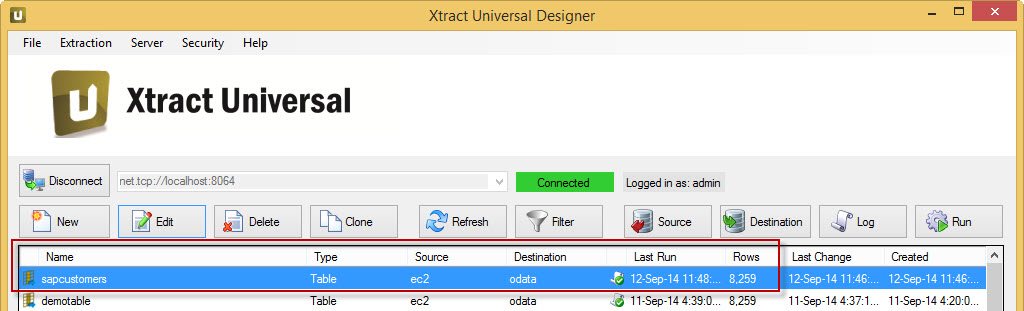 Xtract Universal Designer
File Extraction Server Security Help
Xtract Universal
Disconnect net.tcp://localhost:8064 Connected Logged in as: admin
New Edit Delete Clone Refresh Filter Source Destination Log Run
Name Type Source Destination Last Run Rows Last Change Created
sapcustomers Table ec2 odata 12-Sep-14 11:48:... 8,259 12-Sep-14 11:46:... 12-Sep-14 11:46:...
demotable Table ec2 odata 11-Sep-14 4:39:0... 8,259 11-Sep-14 4:37:1... 11-Sep-14 4:20:0...